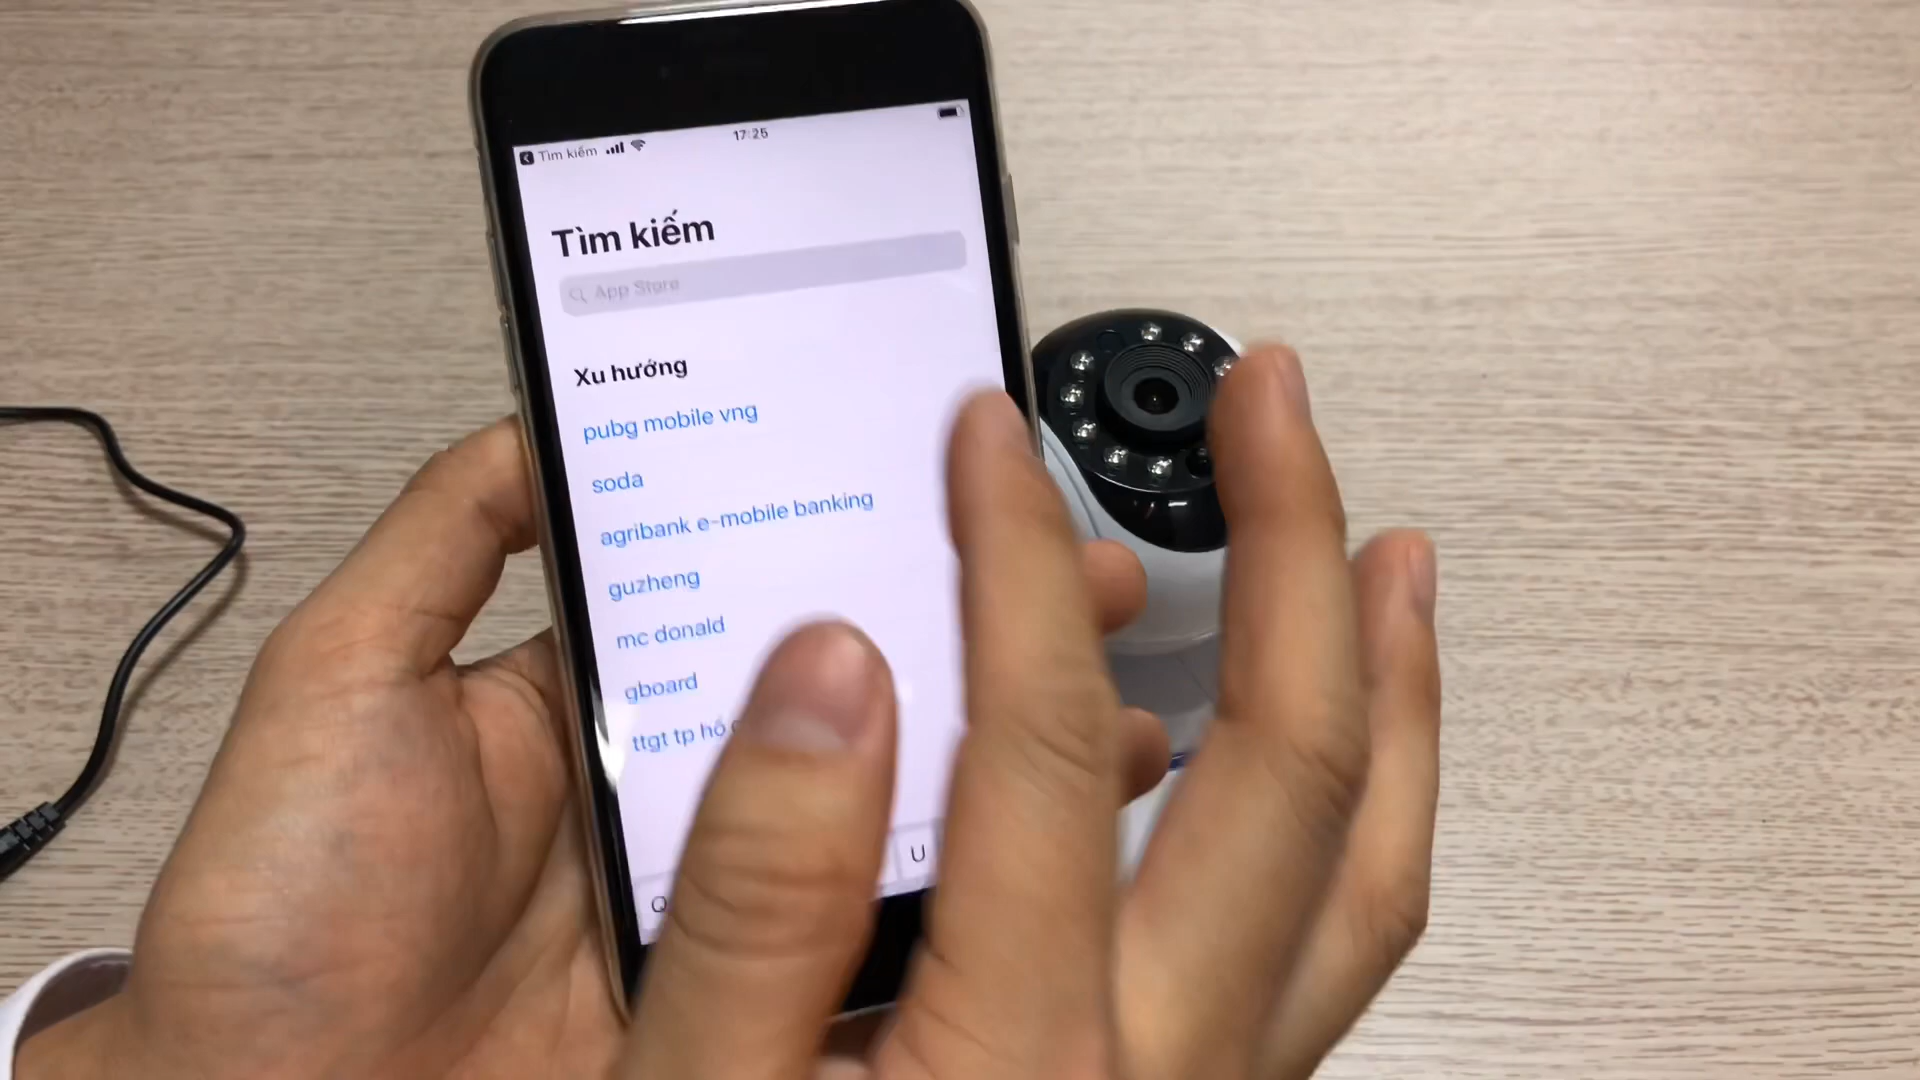 Tìm kiếm
17:25
Tìm kiếm
App Store
Xu hướng
pubg mobile vng
soda
agribank e-mobile banking
guzheng
mc donald
gboard
ttgt tp hồ
Q
U